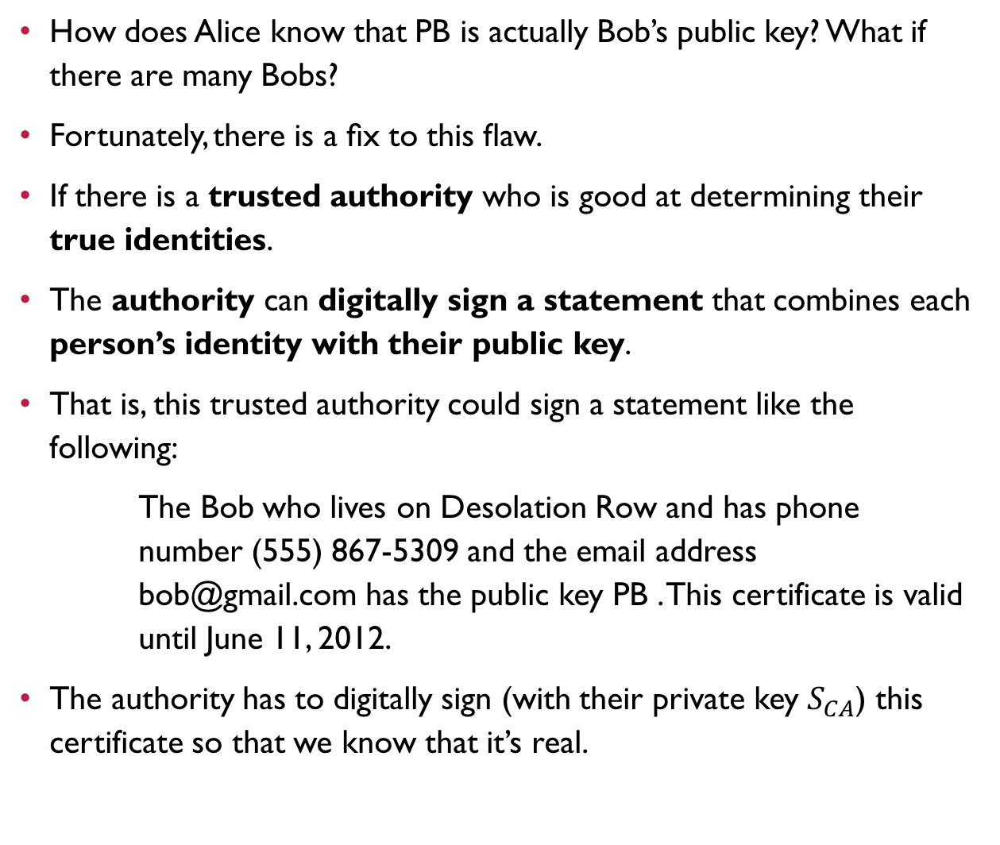 • How does Alice know that PB is actually Bob’s public key? What if
there are many Bobs?
• Fortunately, there is a fix to this flaw.
• If there is a trusted authority who is good at determining their
true identities.
• The authority can digitally sign a statement that combines each
person’s identity with their public key.
• That is, this trusted authority could sign a statement like the
following:
The Bob who lives on Desolation Row and has phone
number (555) 867-5309 and the email address
bob@gmail.com has the public key PB . This certificate is valid
until June 11, 2012.
• The authority has to digitally sign (with their private key S_CA) this
certificate so that we know that it’s real.